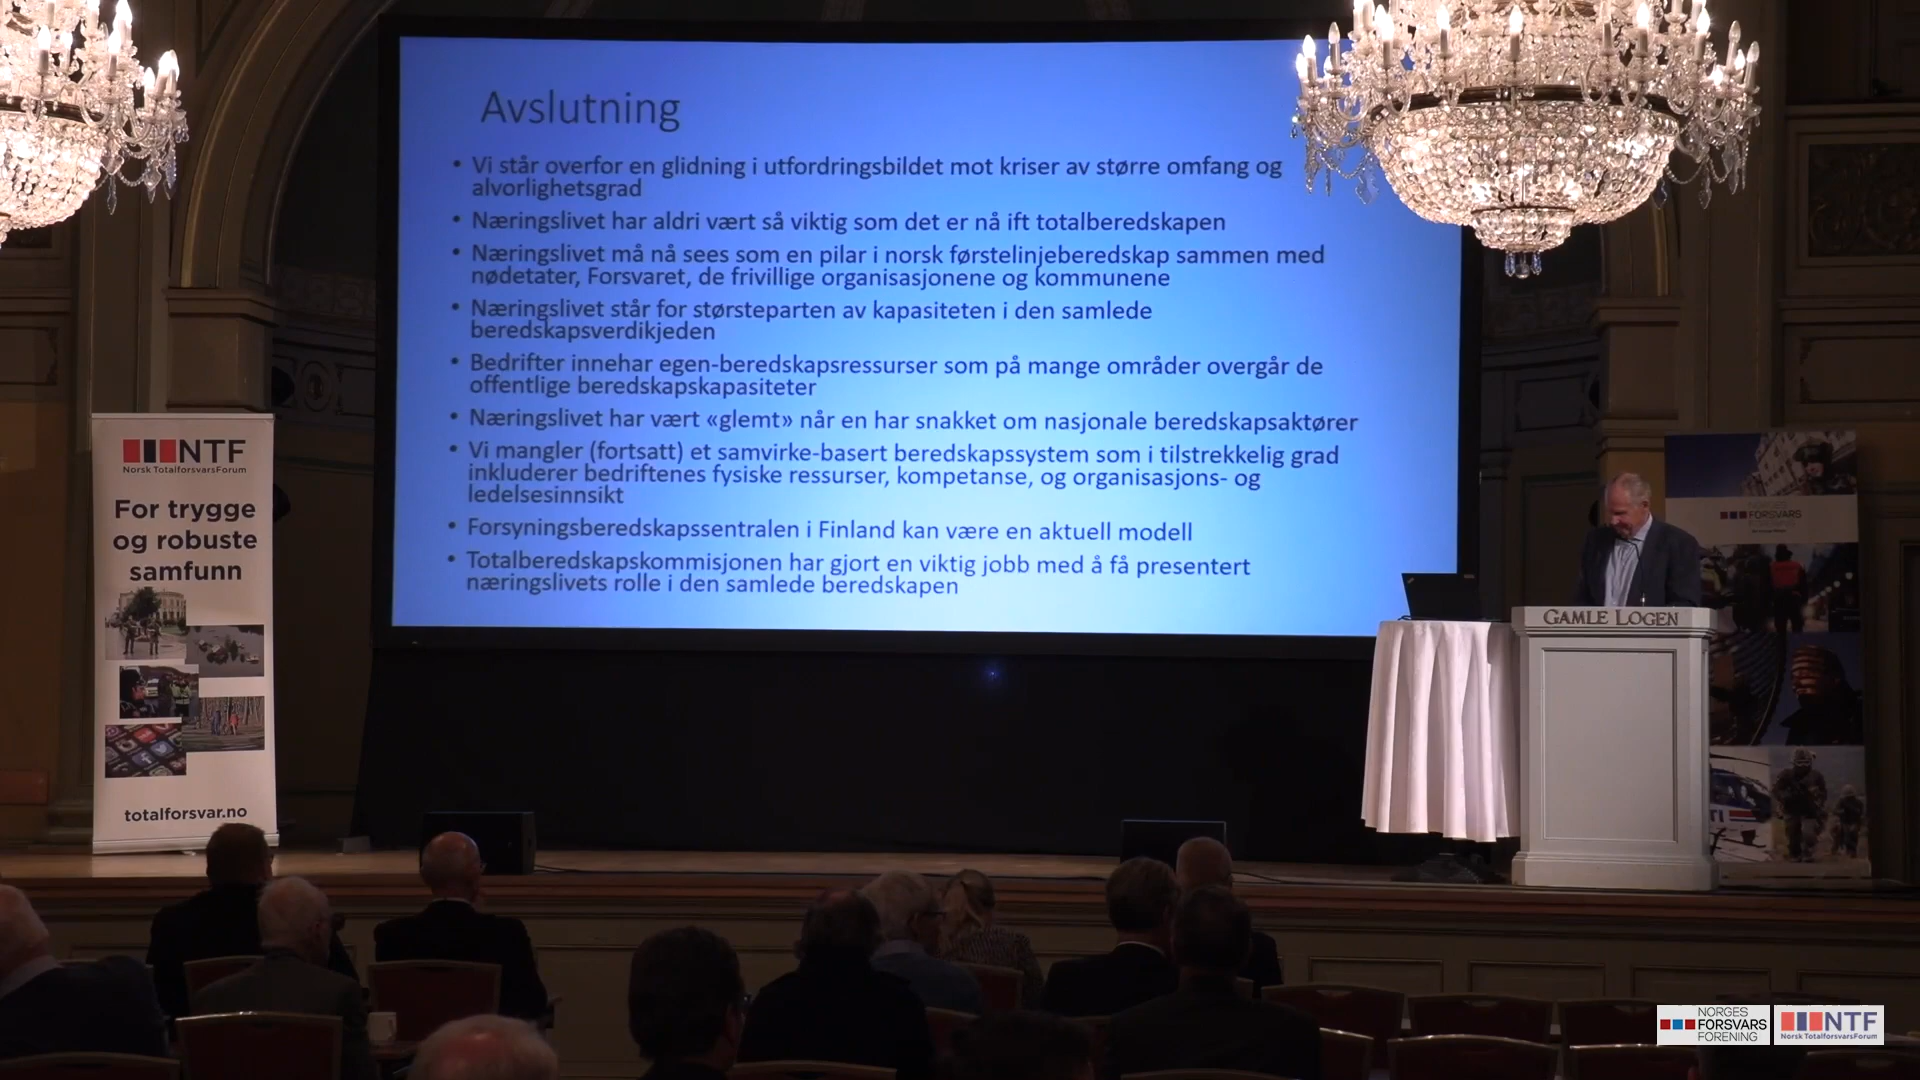 Avslutning
• Vi står overfor en glidning i utfordringsbildet mot kriser av større omfang og
alvorlighetsgrad
• Næringslivet har aldri vært så viktig som det er nå ift totalberedskapen
• Næringslivet må nå sees som en pilar i norsk førstelinjeberedskap sammen med
nødetater, Forsvaret, de frivillige organisasjonene og kommunene
• Næringslivet står for størsteparten av kapasiteten i den samlede
beredskapsverdikjeden
• Bedrifter innehar egen-beredskapsressurser som på mange områder overgår de
offentlige beredskapskapasiteter
• Næringslivet har vært «glemt» når en har snakket om nasjonale beredskapsaktører
• Vi mangler (fortsatt) et samvirke-basert beredskapssystem som i tilstrekkelig grad
inkluderer bedriftenes fysiske ressurser, kompetanse, og organisasjons- og
ledelsesinnsikt
• Forsyningsberedskapssentralen i Finland kan være en aktuell modell
• Totalberedskapskommisjonen har gjort en viktig jobb med å få presentert
næringslivets rolle i den samlede beredskapen
NTF
Norsk TotalforsvarsForum
For trygge
og robuste
samfunn
totalforsvar.no
FORSVARS
FORENING
GAMLE LOGEN
NORGES
FORSVARS
FORENING
NTF
Norsk TotalforsvarsForum